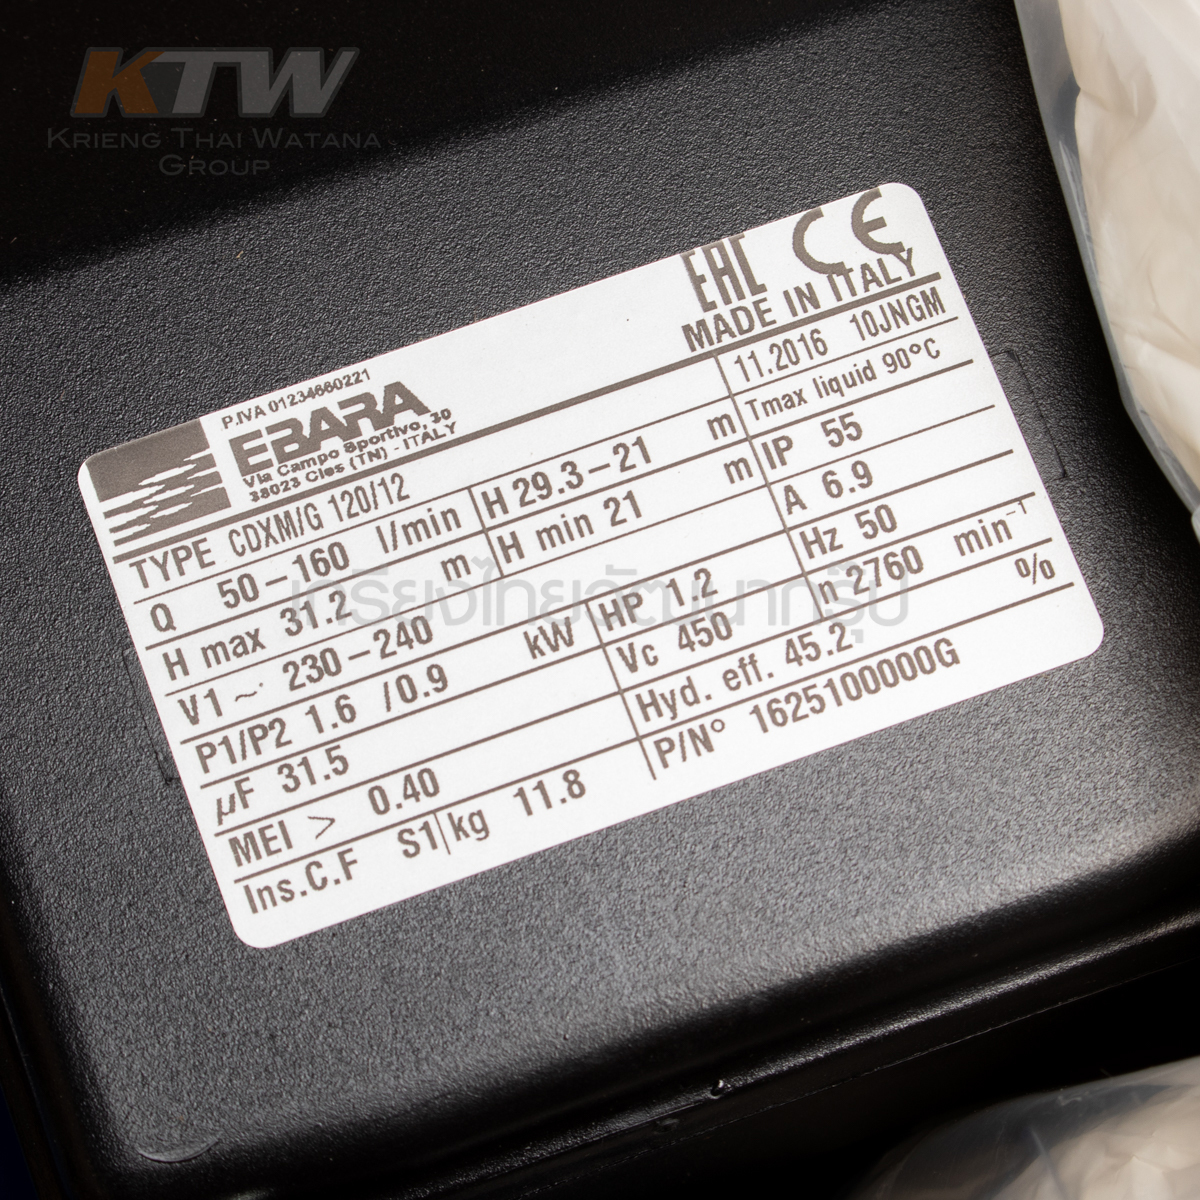 KTW
KRIENG THAI WATANA
GROUP
EAC CE
MADE IN ITALY
P.IVA 01234660221
EBARA
Via Campo Sportivo, 30
38023 Cles (TN) - ITALY
11.2016 10JNGM
TYPE CDXM/G 120/12
Tmax liquid 90°C
Q 50-160 l/min H 29.3-21 m IP 55
H max 31.2 m H min 21 m A 6.9
V1 ~ 230-240 Hz 50
P1/P2 1.6 /0.9 kW HP 1.2 n 2760 min⁻¹
µF 31.5 Vc 450
MEI > 0.40 Hyd. eff. 45.2 %
Ins.C.F S1 kg 11.8 P/N° 1625100000G
เกรียงไทยวัฒนากรุ๊ป